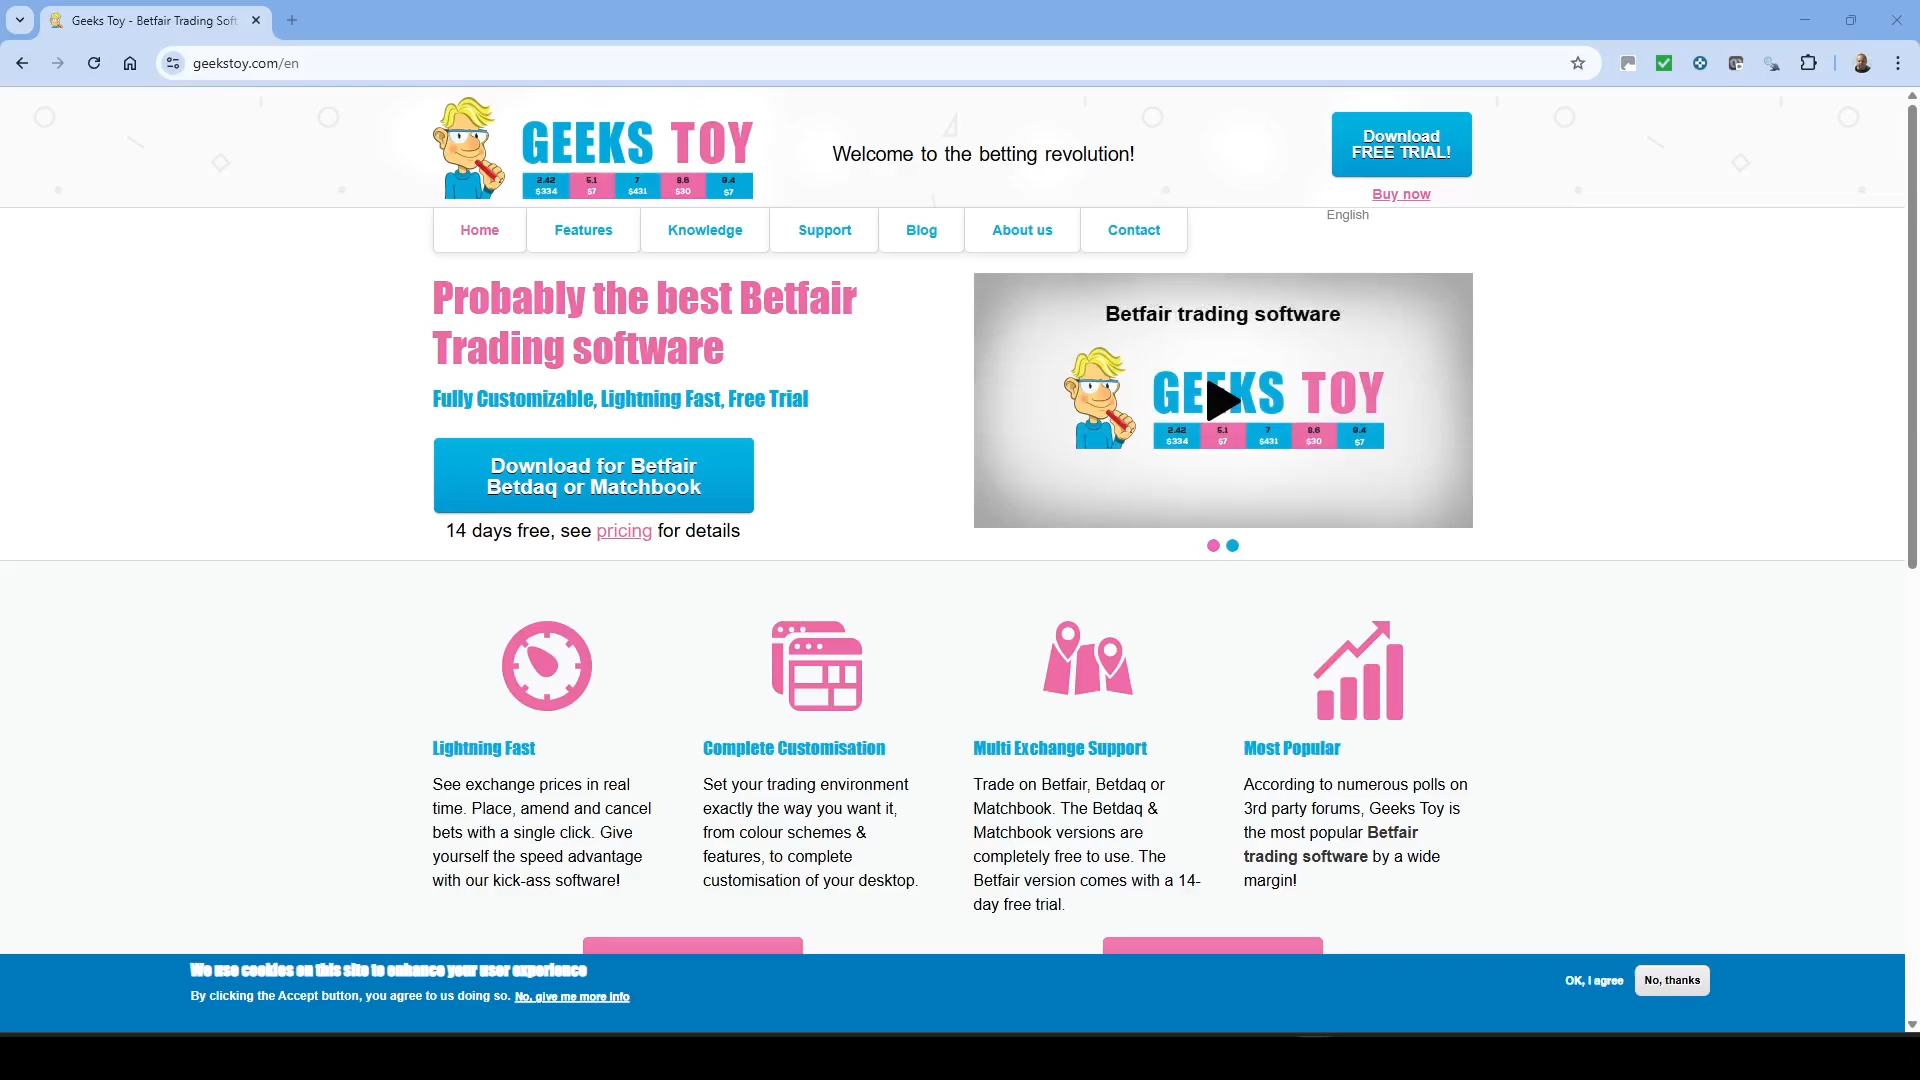 Geeks Toy - Betfair Trading Soft
geekstoy.com/en
GEEKS TOY
2.42 5.1 7 8.6 9.4
$334 $7 $431 $30 $7
Welcome to the betting revolution!
Download
FREE TRIAL!
Buy now
English
Home Features Knowledge Support Blog About us Contact
Probably the best Betfair
Trading software
Fully Customizable, Lightning Fast, Free Trial
Download for Betfair
Betdaq or Matchbook
14 days free, see pricing for details
Betfair trading software
GEEKS TOY
2.42 5.1 7 8.6 9.4
$334 $7 $431 $30 $7
Lightning Fast
See exchange prices in real
time. Place, amend and cancel
bets with a single click. Give
yourself the speed advantage
with our kick-ass software!
Complete Customisation
Set your trading environment
exactly the way you want it,
from colour schemes &
features, to complete
customisation of your desktop.
Multi Exchange Support
Trade on Betfair, Betdaq or
Matchbook. The Betdaq &
Matchbook versions are
completely free to use. The
Betfair version comes with a 14-
day free trial.
Most Popular
According to numerous polls on
3rd party forums, Geeks Toy is
the most popular Betfair
trading software by a wide
margin!
We use cookies on this site to enhance your user experience
By clicking the Accept button, you agree to us doing so. No, give me more info
OK, I agree
No, thanks